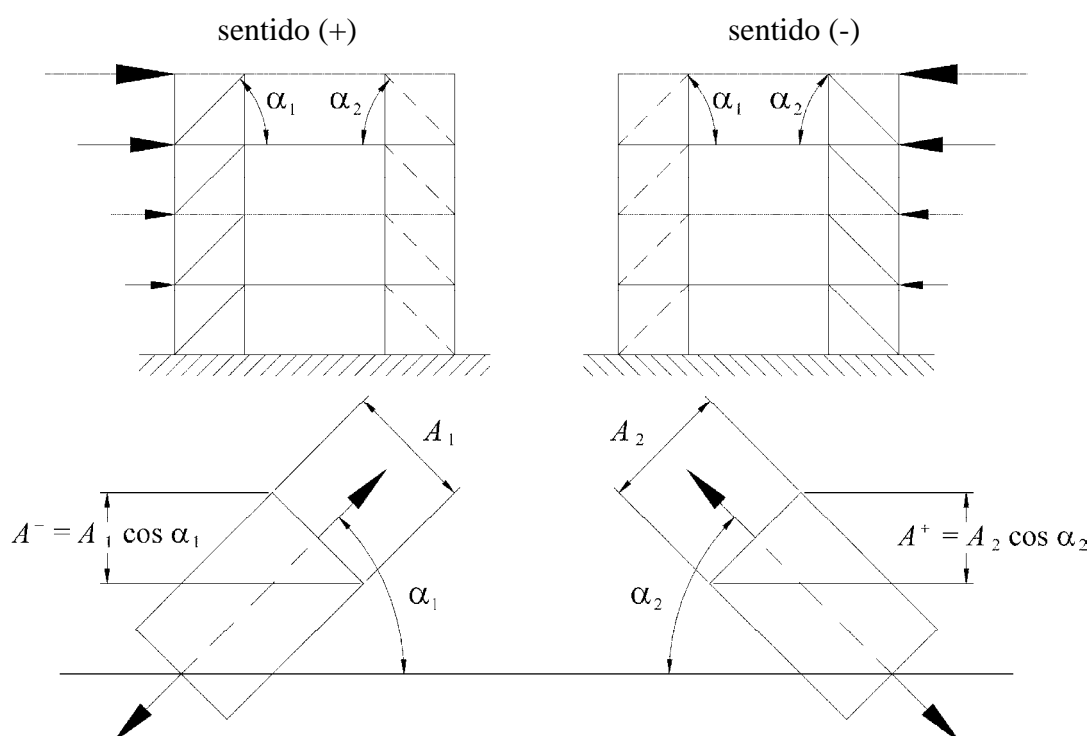 sentido (+)
sentido (-)
α₁ α₂
α₁ α₂
A₁
A₂
A⁻ = A₁ cos α₁
A⁺ = A₂ cos α₂
α₁
α₂